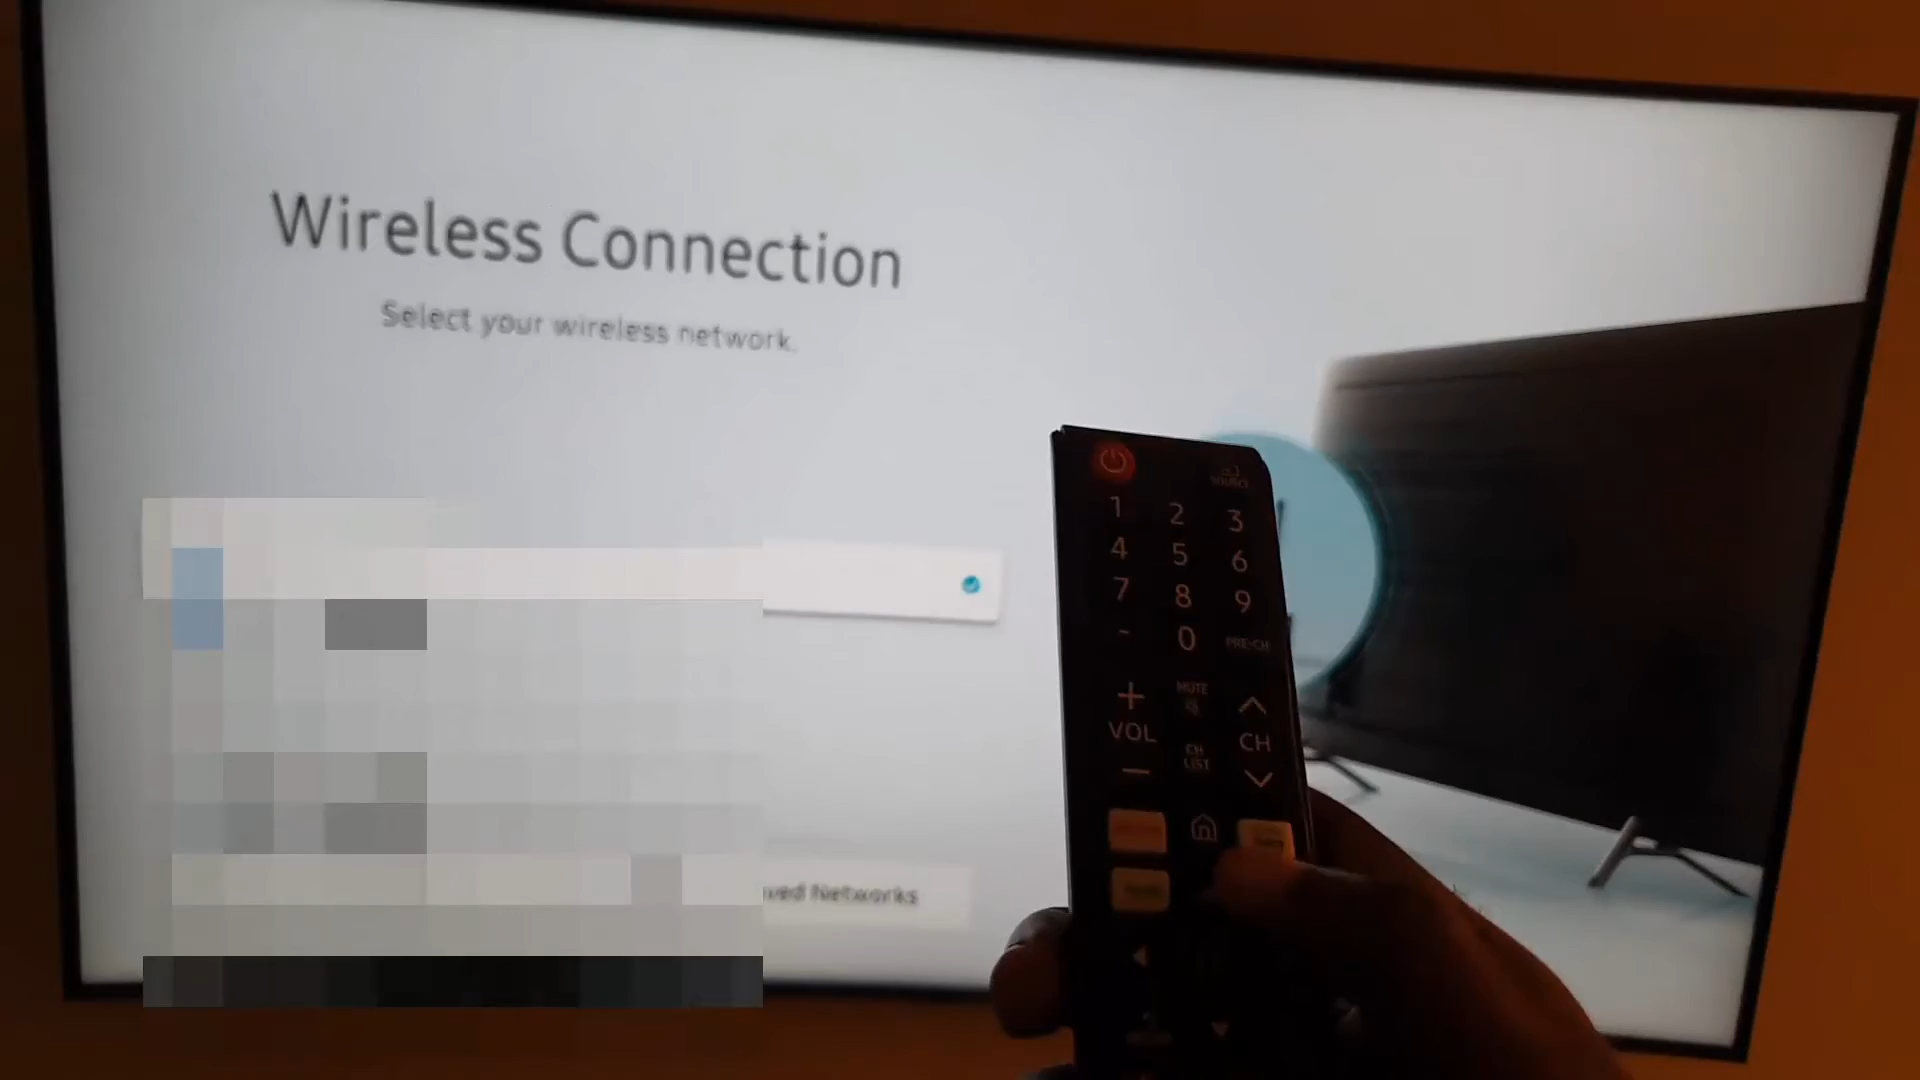 Wireless Connection
Select your wireless network.
SOURCE
1 2 3
4 5 6
7 8 9
- 0 PRE-CH
+ MUTE
VOL CH
CH LIST
—
Networks